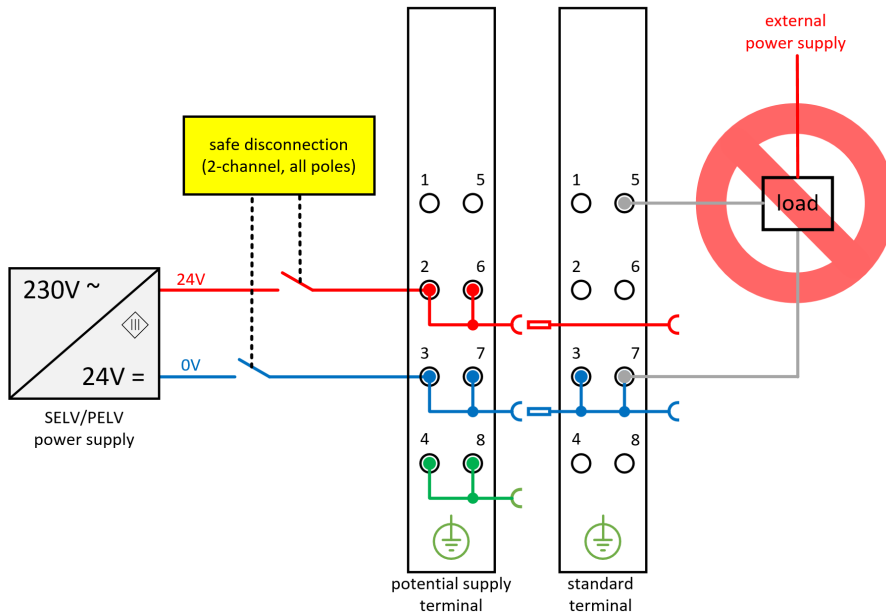 external
power supply
safe disconnection
(2-channel, all poles)
1 5
1 5
load
2 6
2 6
230V ~
24V
III
3 7
3 7
0V
24V =
SELV/PELV
power supply
4 8
4 8
potential supply
terminal
standard
terminal